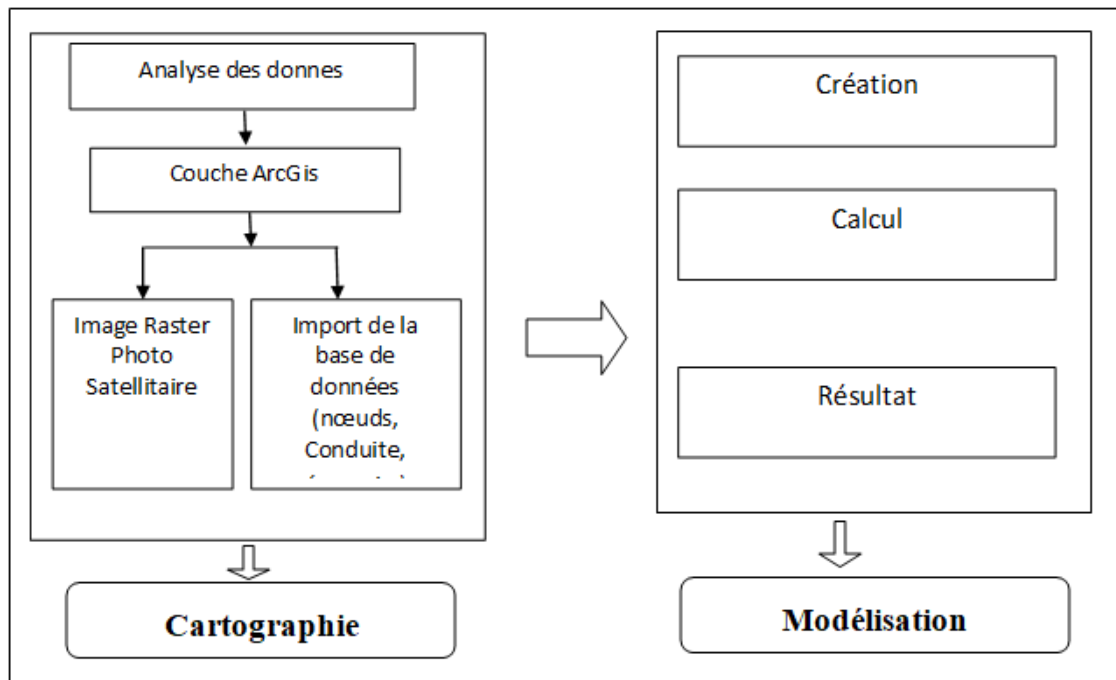 Analyse des donnes
Couche ArcGis
Image Raster
Photo
Satellitaire
Import de la
base de
données
(nœuds,
Conduite,
Cartographie
Création
Calcul
Résultat
Modélisation